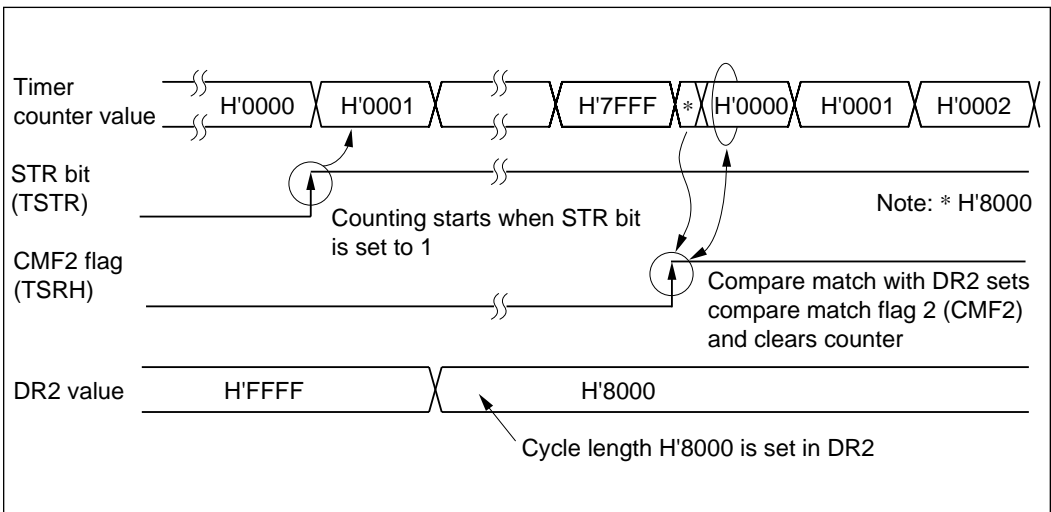 Timer
counter value
H'0000
H'0001
H'7FFF
*
H'0000
H'0001
H'0002
STR bit
(TSTR)
Counting starts when STR bit
is set to 1
Note: * H'8000
CMF2 flag
(TSRH)
Compare match with DR2 sets
compare match flag 2 (CMF2)
and clears counter
DR2 value
H'FFFF
H'8000
Cycle length H'8000 is set in DR2